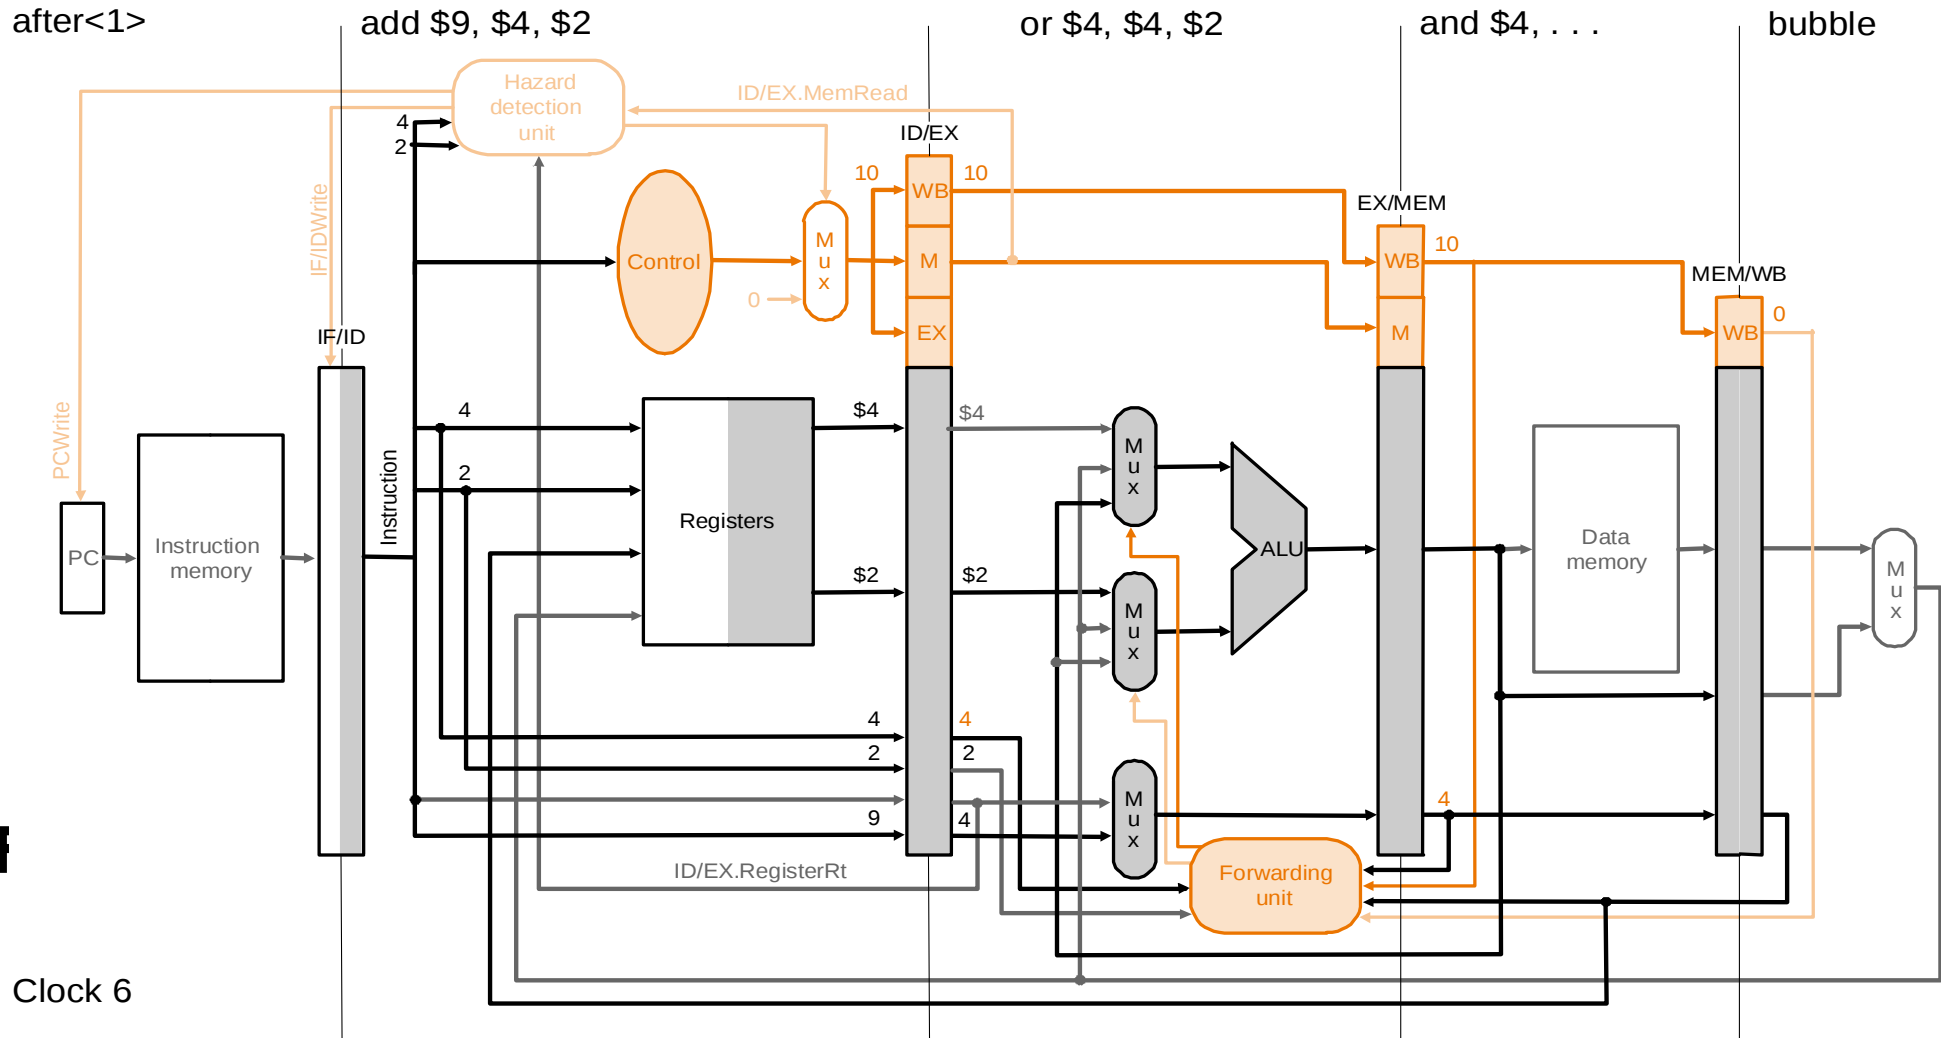 after<1>
add $9, $4, $2
or $4, $4, $2
and $4, . . .
bubble
Hazard
detection
unit
ID/EX.MemRead
4
2
ID/EX
10
10
WB
M
EX
Control
M
u
x
0
IF/IDWrite
PCWrite
IF/ID
EX/MEM
10
WB
M
MEM/WB
0
WB
4
2
$4
$4
$2
$2
Instruction
PC
Instruction
memory
Registers
M
u
x
M
u
x
ALU
Data
memory
M
u
x
4
4
2
2
9
4
M
u
x
4
ID/EX.RegisterRt
Forwarding
unit
Clock 6